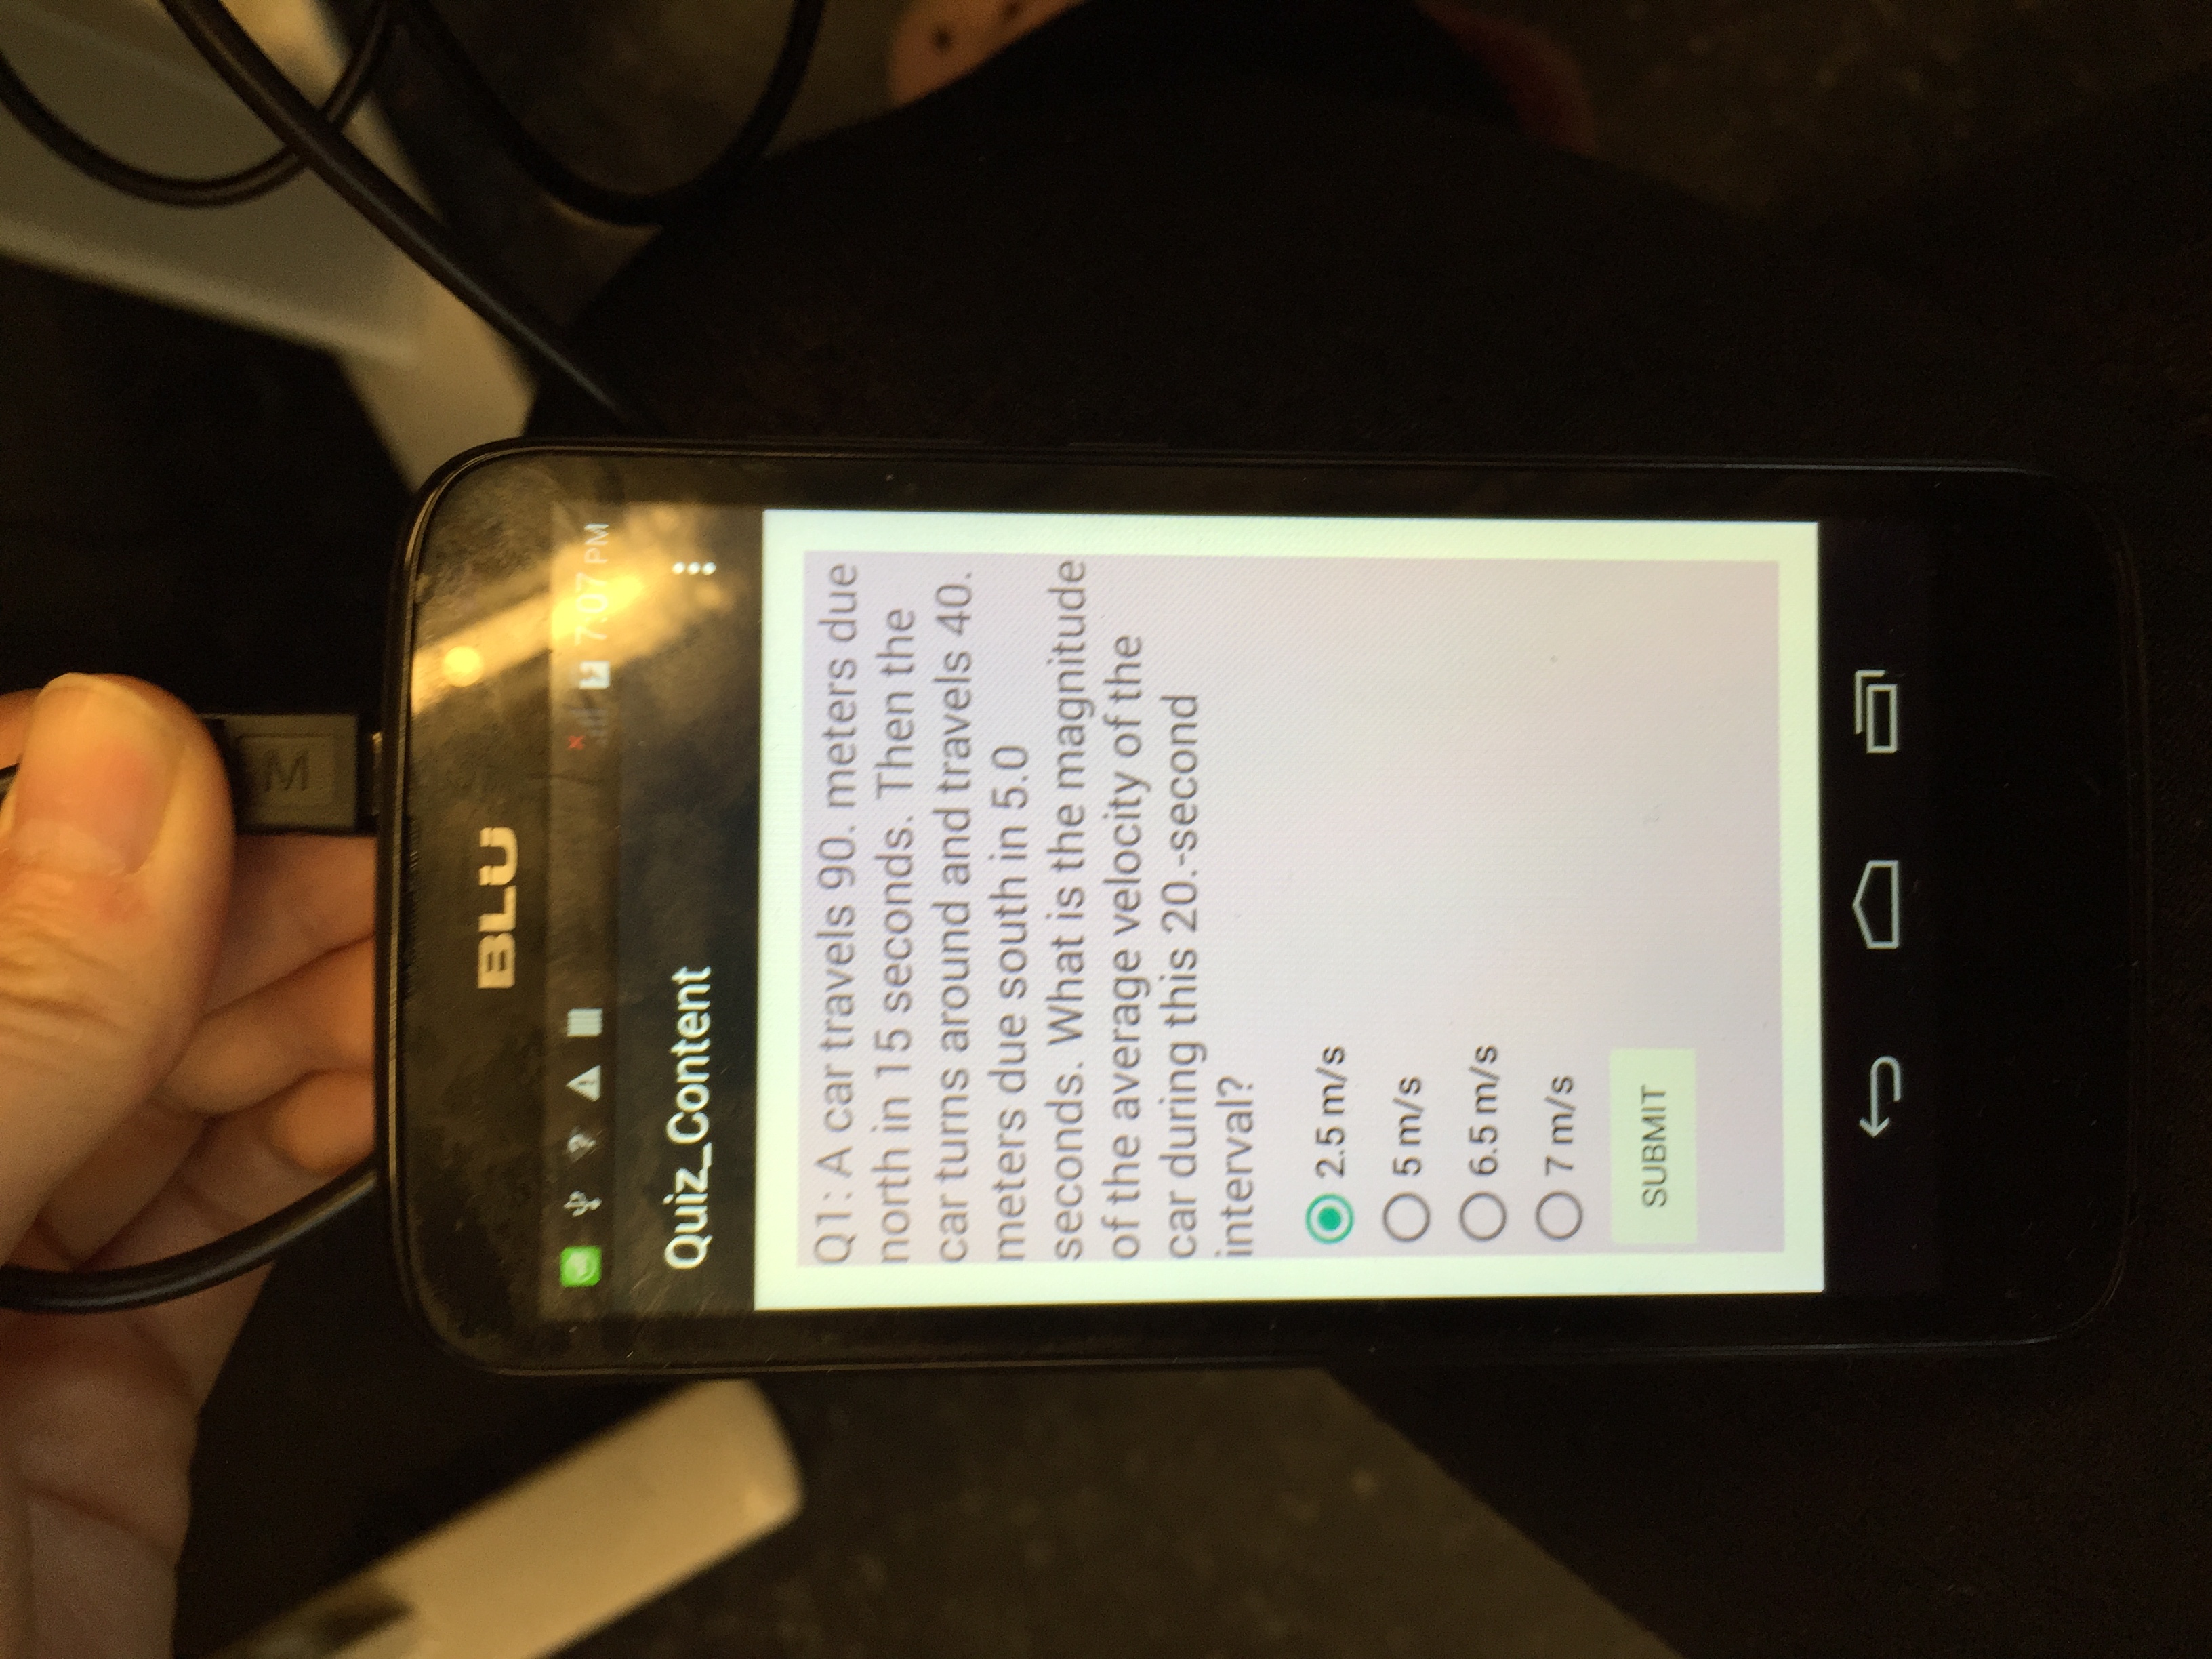 M
BLU
7:07 PM
Quiz_Content
Q1: A car travels 90. meters due
north in 15 seconds. Then the
car turns around and travels 40.
meters due south in 5.0
seconds. What is the magnitude
of the average velocity of the
car during this 20.-second
interval?
2.5 m/s
5 m/s
6.5 m/s
7 m/s
SUBMIT